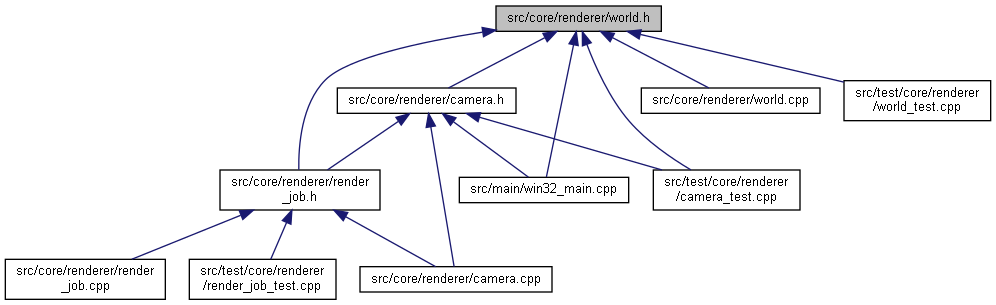 src/core/renderer/world.h
src/core/renderer/camera.h
src/core/renderer/world.cpp
src/test/core/renderer
/world_test.cpp
src/core/renderer/render
_job.h
src/main/win32_main.cpp
src/test/core/renderer
/camera_test.cpp
src/core/renderer/render
_job.cpp
src/test/core/renderer
/render_job_test.cpp
src/core/renderer/camera.cpp